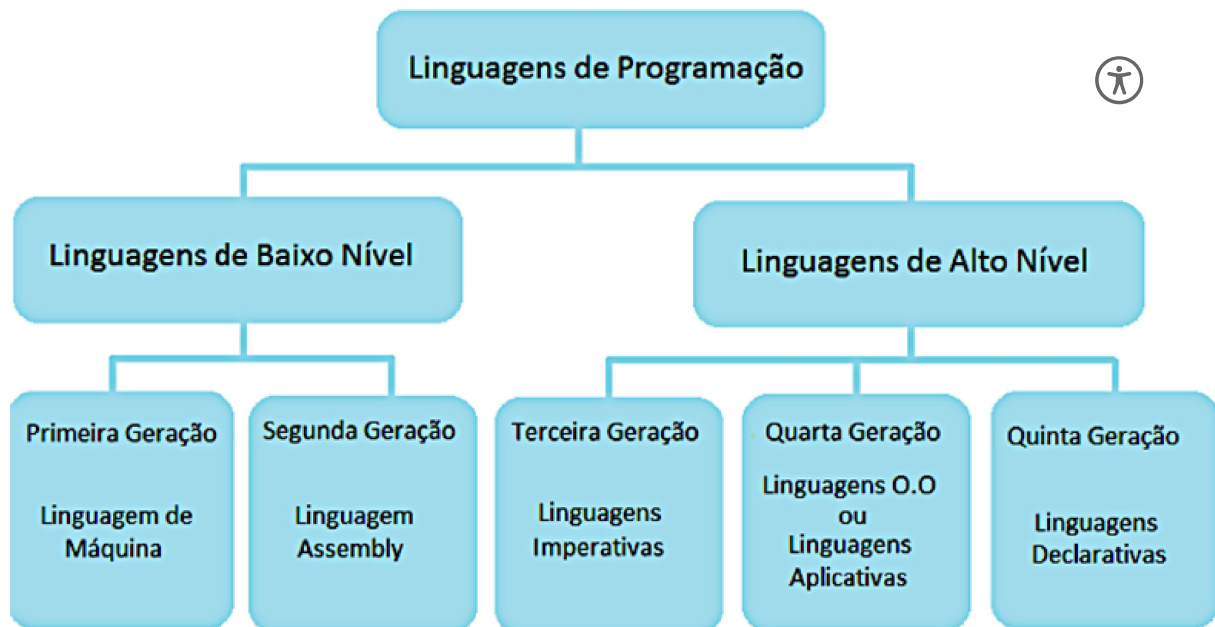 Linguagens de Programação
Linguagens de Baixo Nível
Linguagens de Alto Nível
Primeira Geração
Linguagem de
Máquina
Segunda Geração
Linguagem
Assembly
Terceira Geração
Linguagens
Imperativas
Quarta Geração
Linguagens O.O
ou
Linguagens
Aplicativas
Quinta Geração
Linguagens
Declarativas